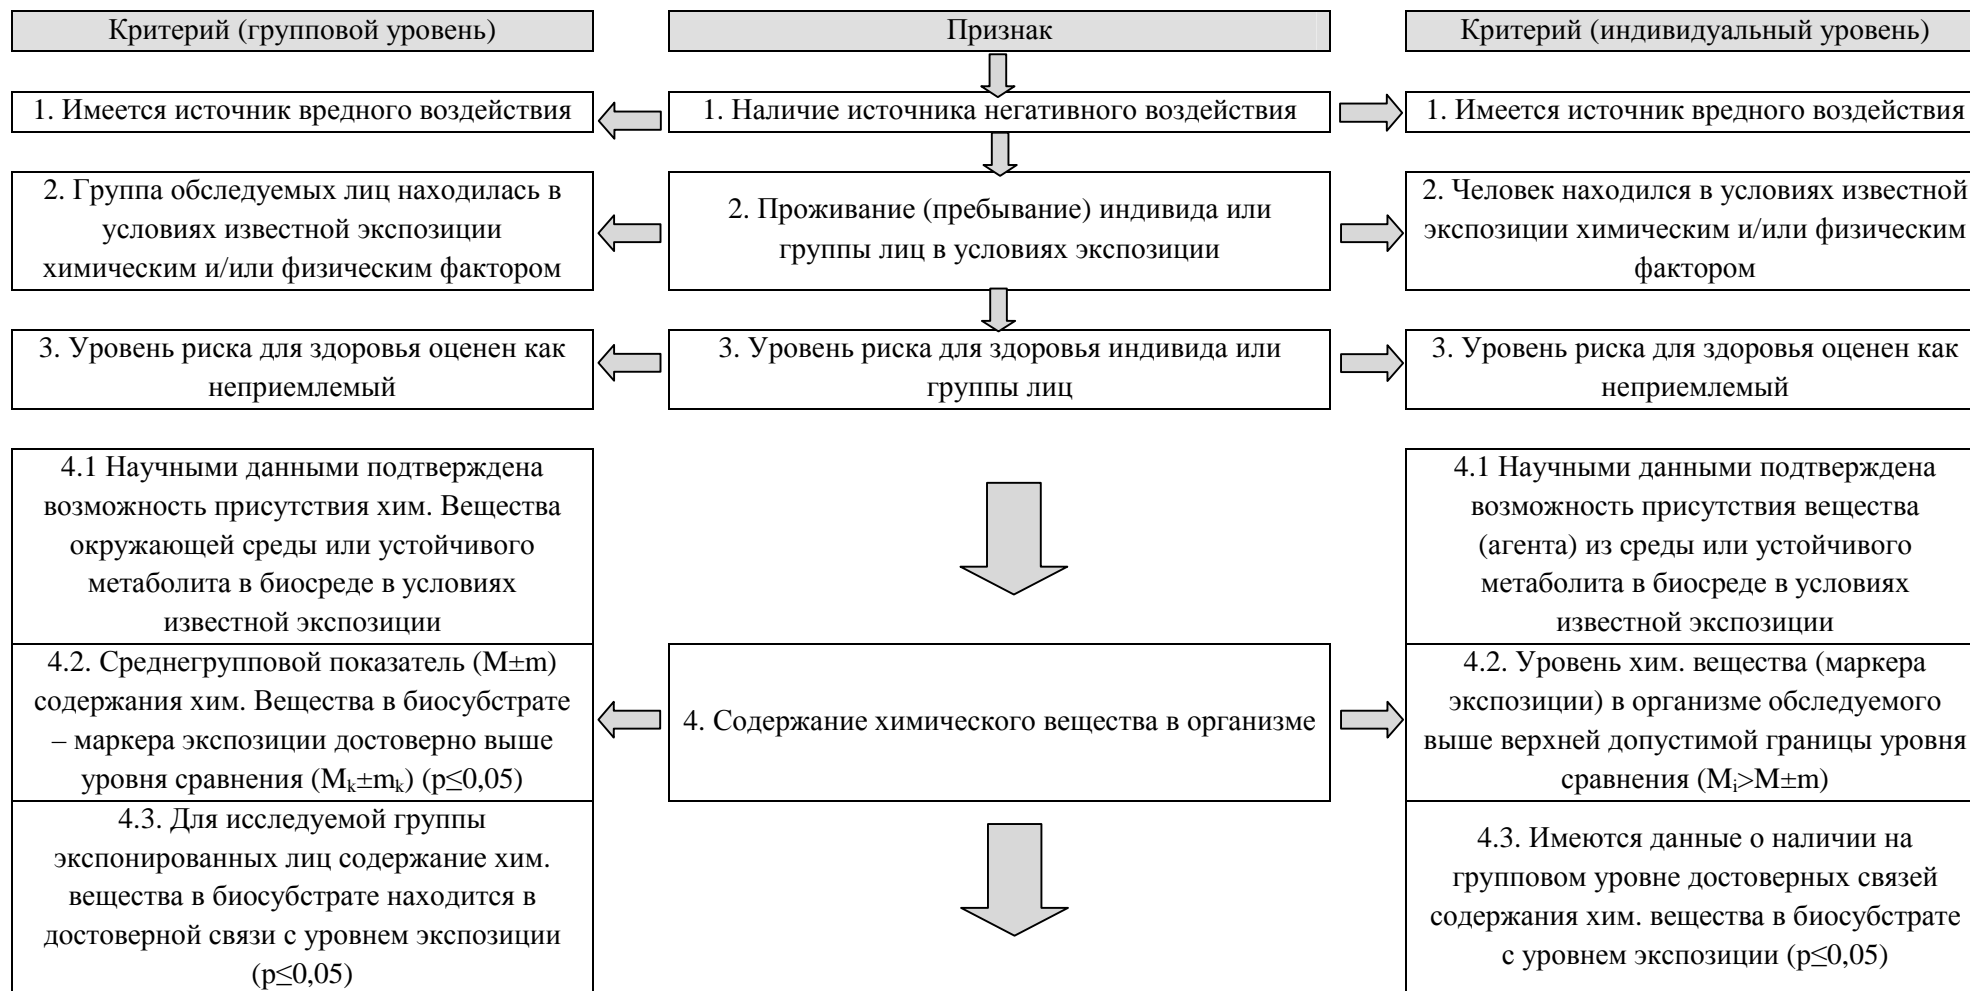 Критерий (групповой уровень)
Признак
Критерий (индивидуальный уровень)
1. Имеется источник вредного воздействия
1. Наличие источника негативного воздействия
1. Имеется источник вредного воздействия
2. Группа обследуемых лиц находилась в
условиях известной экспозиции
химическим и/или физическим фактором
2. Проживание (пребывание) индивида или
группы лиц в условиях экспозиции
2. Человек находился в условиях известной
экспозиции химическим и/или физическим
фактором
3. Уровень риска для здоровья оценен как
неприемлемый
3. Уровень риска для здоровья индивида или
группы лиц
3. Уровень риска для здоровья оценен как
неприемлемый
4.1 Научными данными подтверждена
возможность присутствия хим. Вещества
окружающей среды или устойчивого
метаболита в биосреде в условиях
известной экспозиции
4.2. Среднегрупповой показатель (M±m)
содержания хим. Вещества в биосубстрате
– маркера экспозиции достоверно выше
уровня сравнения (Mk±mk) (p≤0,05)
4.3. Для исследуемой группы
экспонированных лиц содержание хим.
вещества в биосубстрате находится в
достоверной связи с уровнем экспозиции
(p≤0,05)
4. Содержание химического вещества в организме
4.1 Научными данными подтверждена
возможность присутствия вещества
(агента) из среды или устойчивого
метаболита в биосреде в условиях
известной экспозиции
4.2. Уровень хим. вещества (маркера
экспозиции) в организме обследуемого
выше верхней допустимой границы уровня
сравнения (Mi>M±m)
4.3. Имеются данные о наличии на
групповом уровне достоверных связей
содержания хим. вещества в биосубстрате
с уровнем экспозиции (p≤0,05)